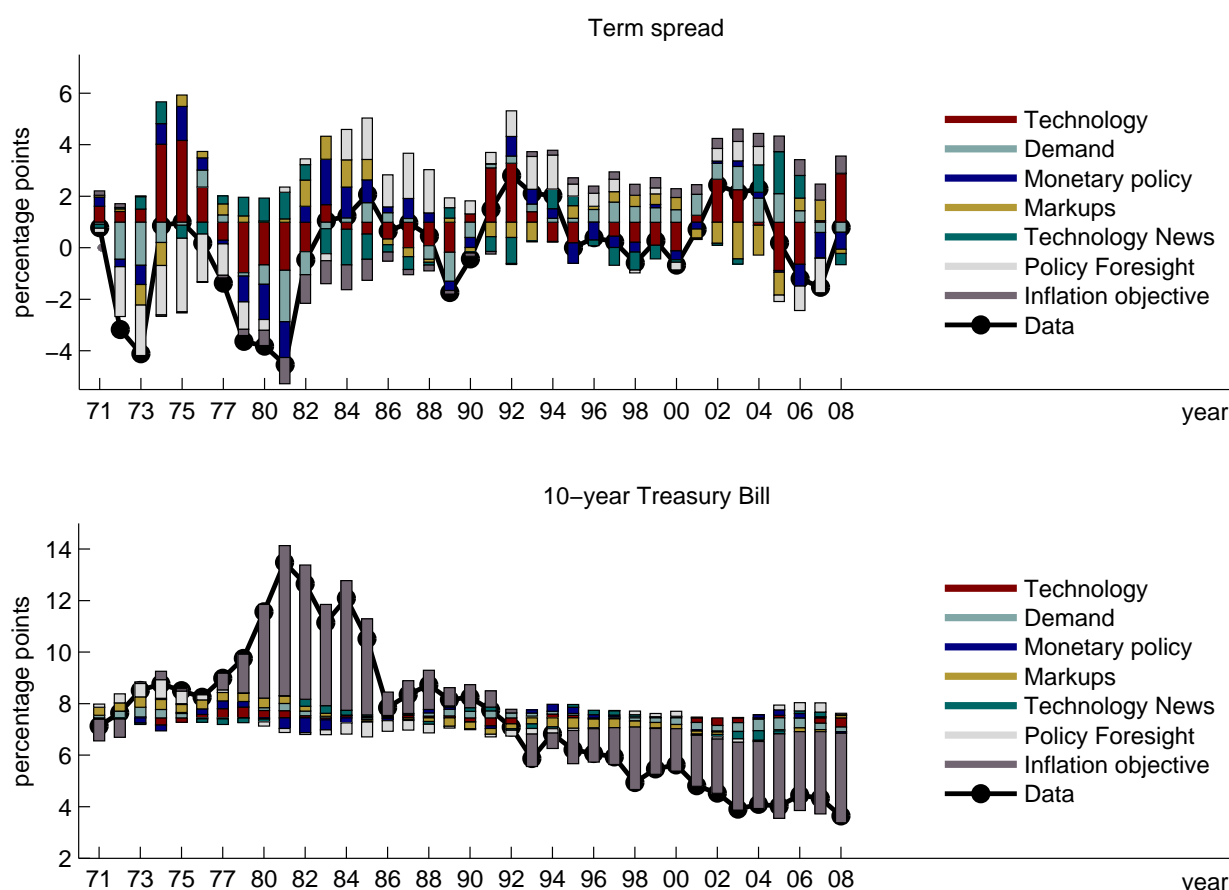 Term spread
percentage points
6
4
2
0
−2
−4
71 73 75 77 80 82 84 86 88 90 92 94 96 98 00 02 04 06 08
year
Technology
Demand
Monetary policy
Markups
Technology News
Policy Foresight
Inflation objective
Data
10−year Treasury Bill
percentage points
14
12
10
8
6
4
2
71 73 75 77 80 82 84 86 88 90 92 94 96 98 00 02 04 06 08
year
Technology
Demand
Monetary policy
Markups
Technology News
Policy Foresight
Inflation objective
Data